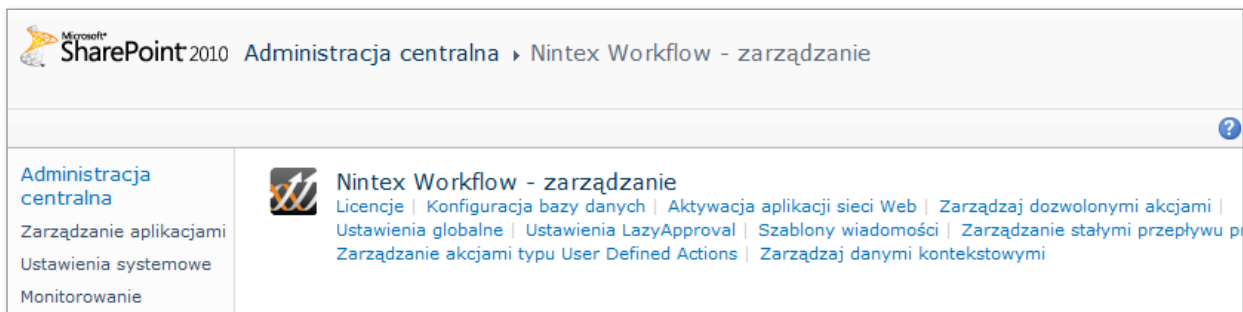 Microsoft®
SharePoint 2010 Administracja centralna ▸ Nintex Workflow - zarządzanie
?
Administracja
centralna
Zarządzanie aplikacjami
Ustawienia systemowe
Monitorowanie
Nintex Workflow - zarządzanie
Licencje | Konfiguracja bazy danych | Aktywacja aplikacji sieci Web | Zarządzaj dozwolonymi akcjami |
Ustawienia globalne | Ustawienia LazyApproval | Szablony wiadomości | Zarządzanie stałymi przepływu
Zarządzanie akcjami typu User Defined Actions | Zarządzaj danymi kontekstowymi